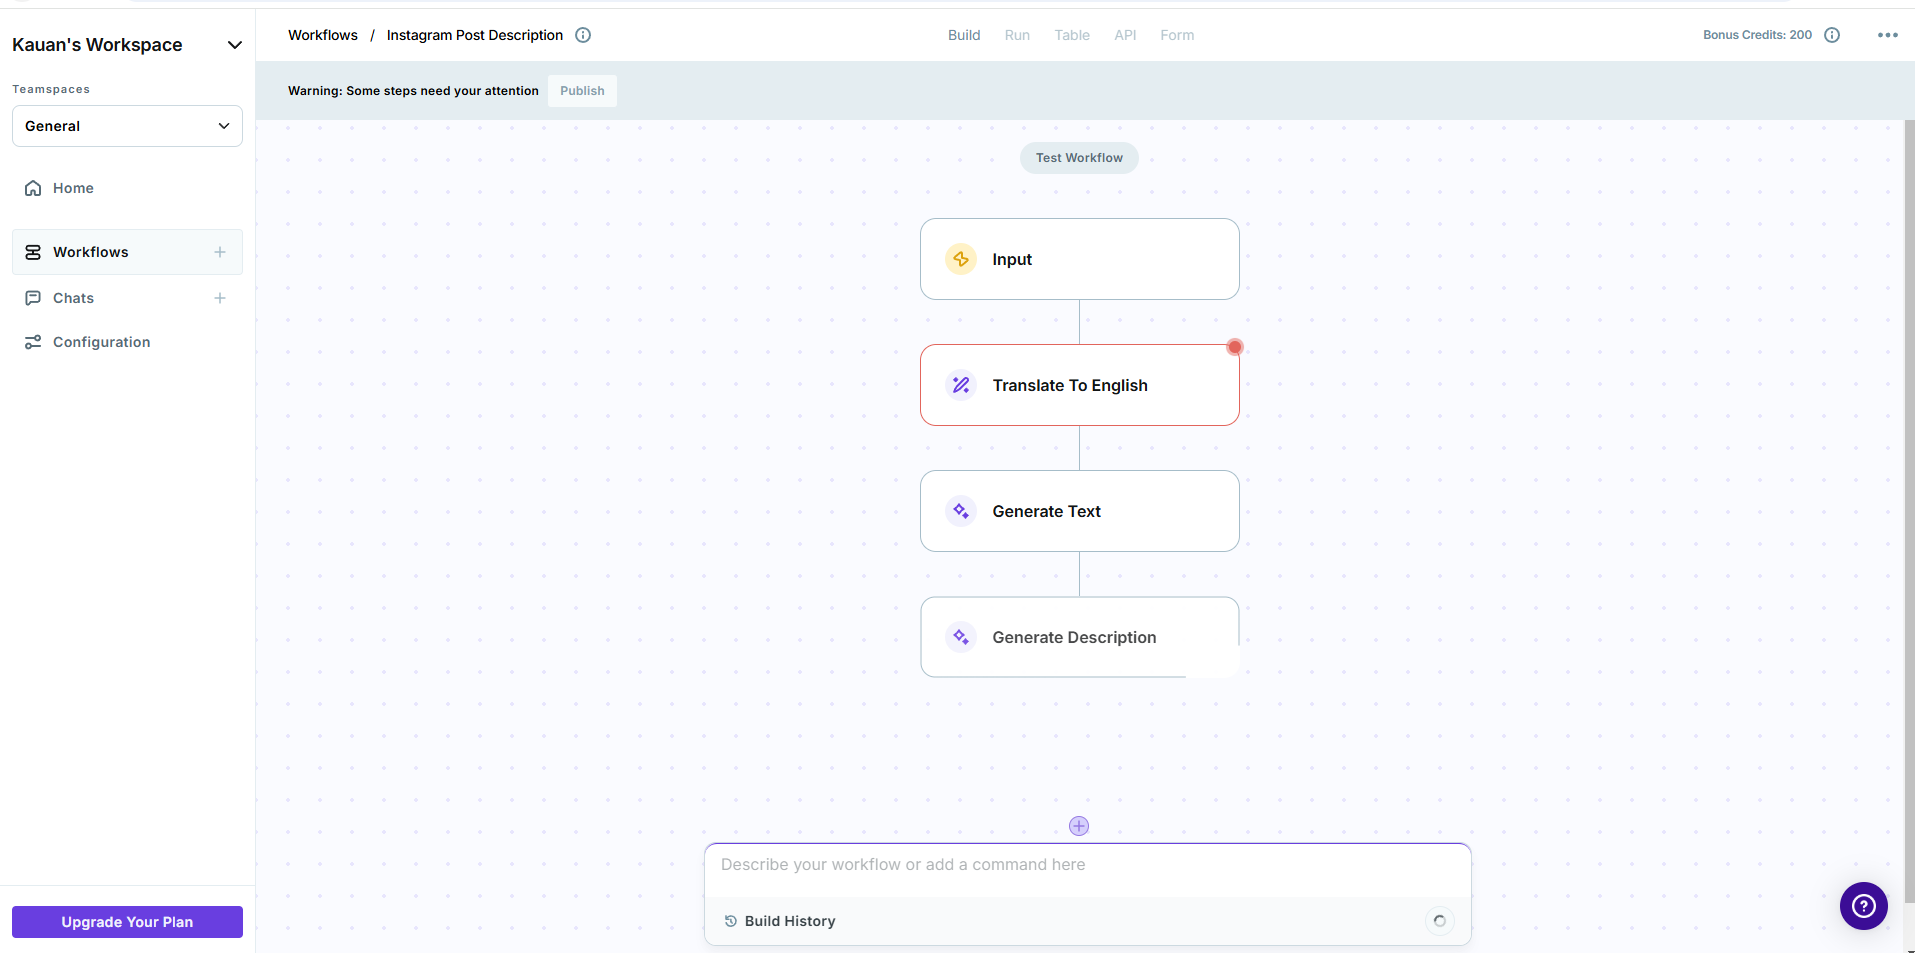 Kauan's Workspace
Teamspaces
General
Home
Workflows
Chats
Configuration
Upgrade Your Plan
Workflows / Instagram Post Description
Build Run Table API Form
Bonus Credits: 200
Warning: Some steps need your attention Publish
Test Workflow
Input
Translate To English
Generate Text
Generate Description
Describe your workflow or add a command here
Build History